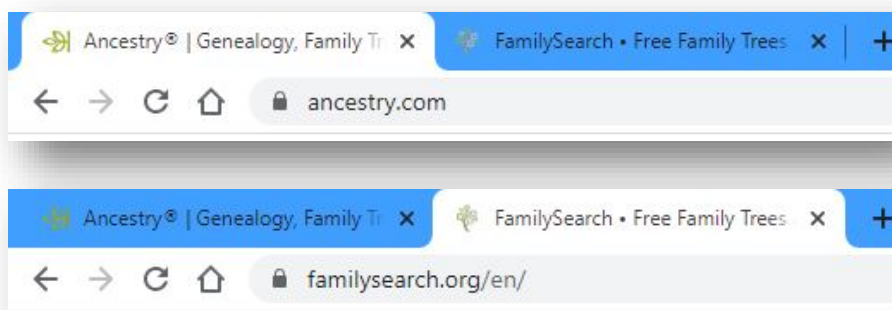 Ancestry® | Genealogy, Family Tr FamilySearch • Free Family Trees
ancestry.com
Ancestry® | Genealogy, Family Tr FamilySearch • Free Family Trees
familysearch.org/en/